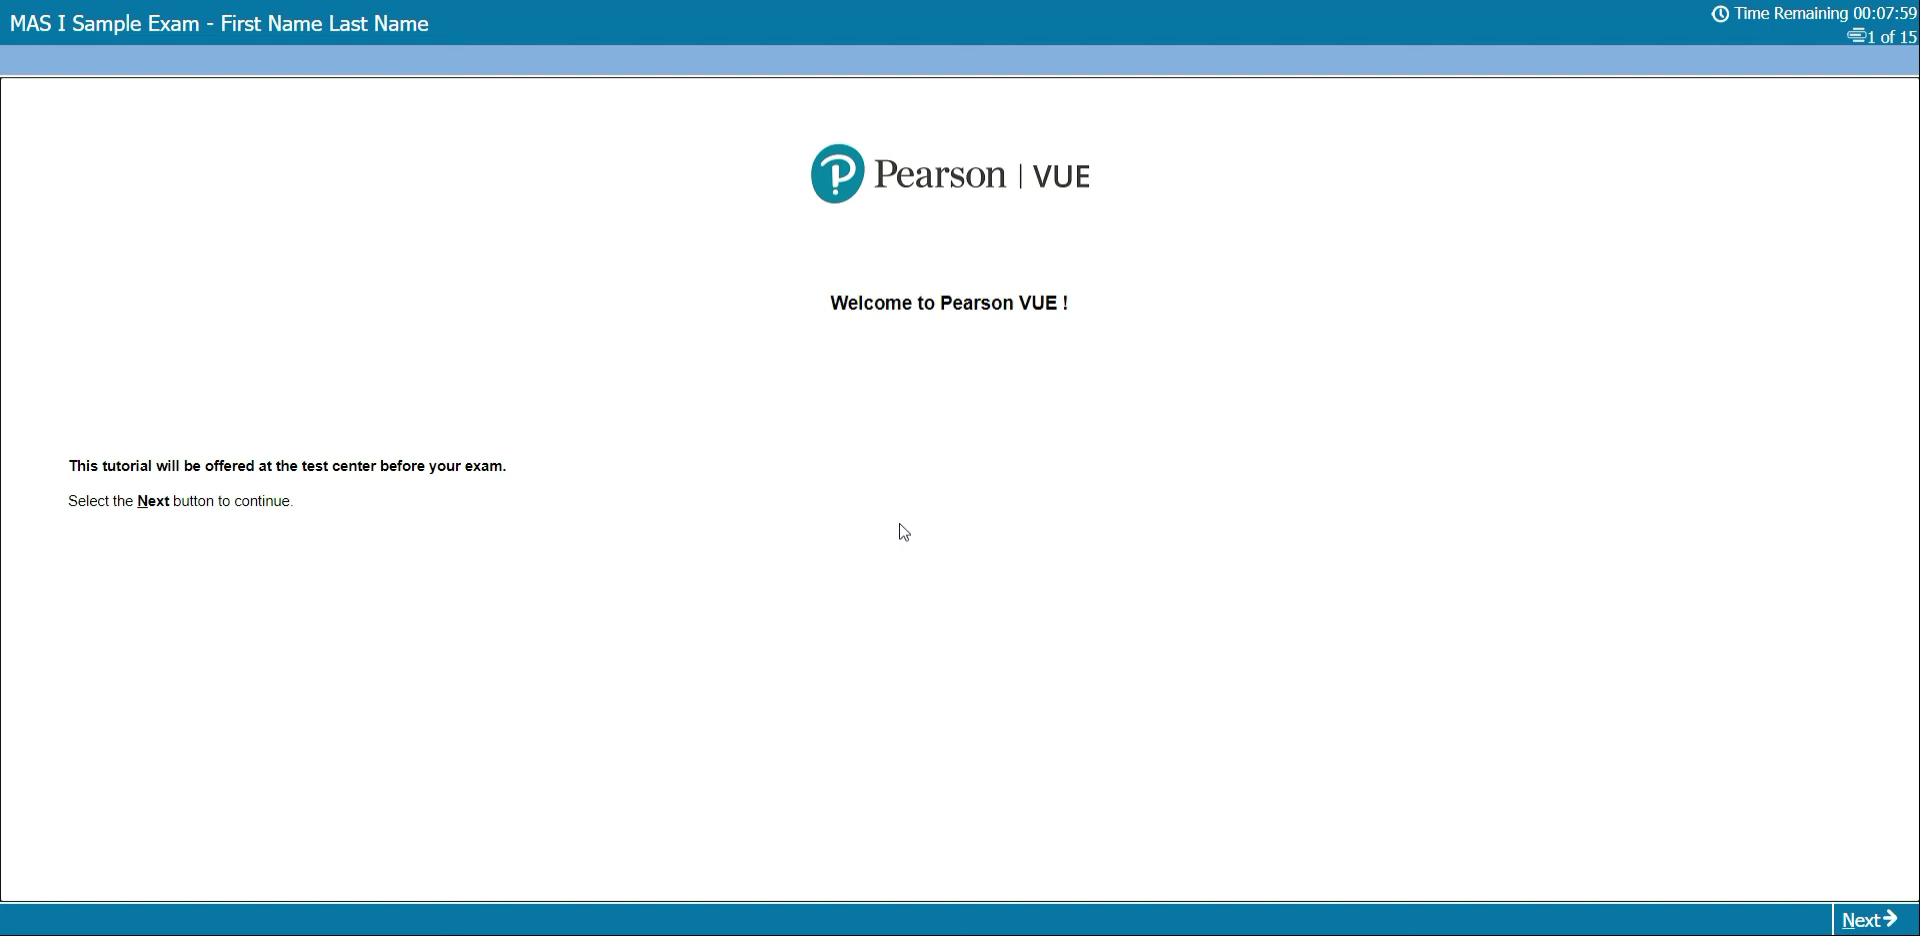 MAS I Sample Exam - First Name Last Name
Time Remaining 00:07:59
1 of 15
Pearson | VUE
Welcome to Pearson VUE !
This tutorial will be offered at the test center before your exam.
Select the Next button to continue.
Next